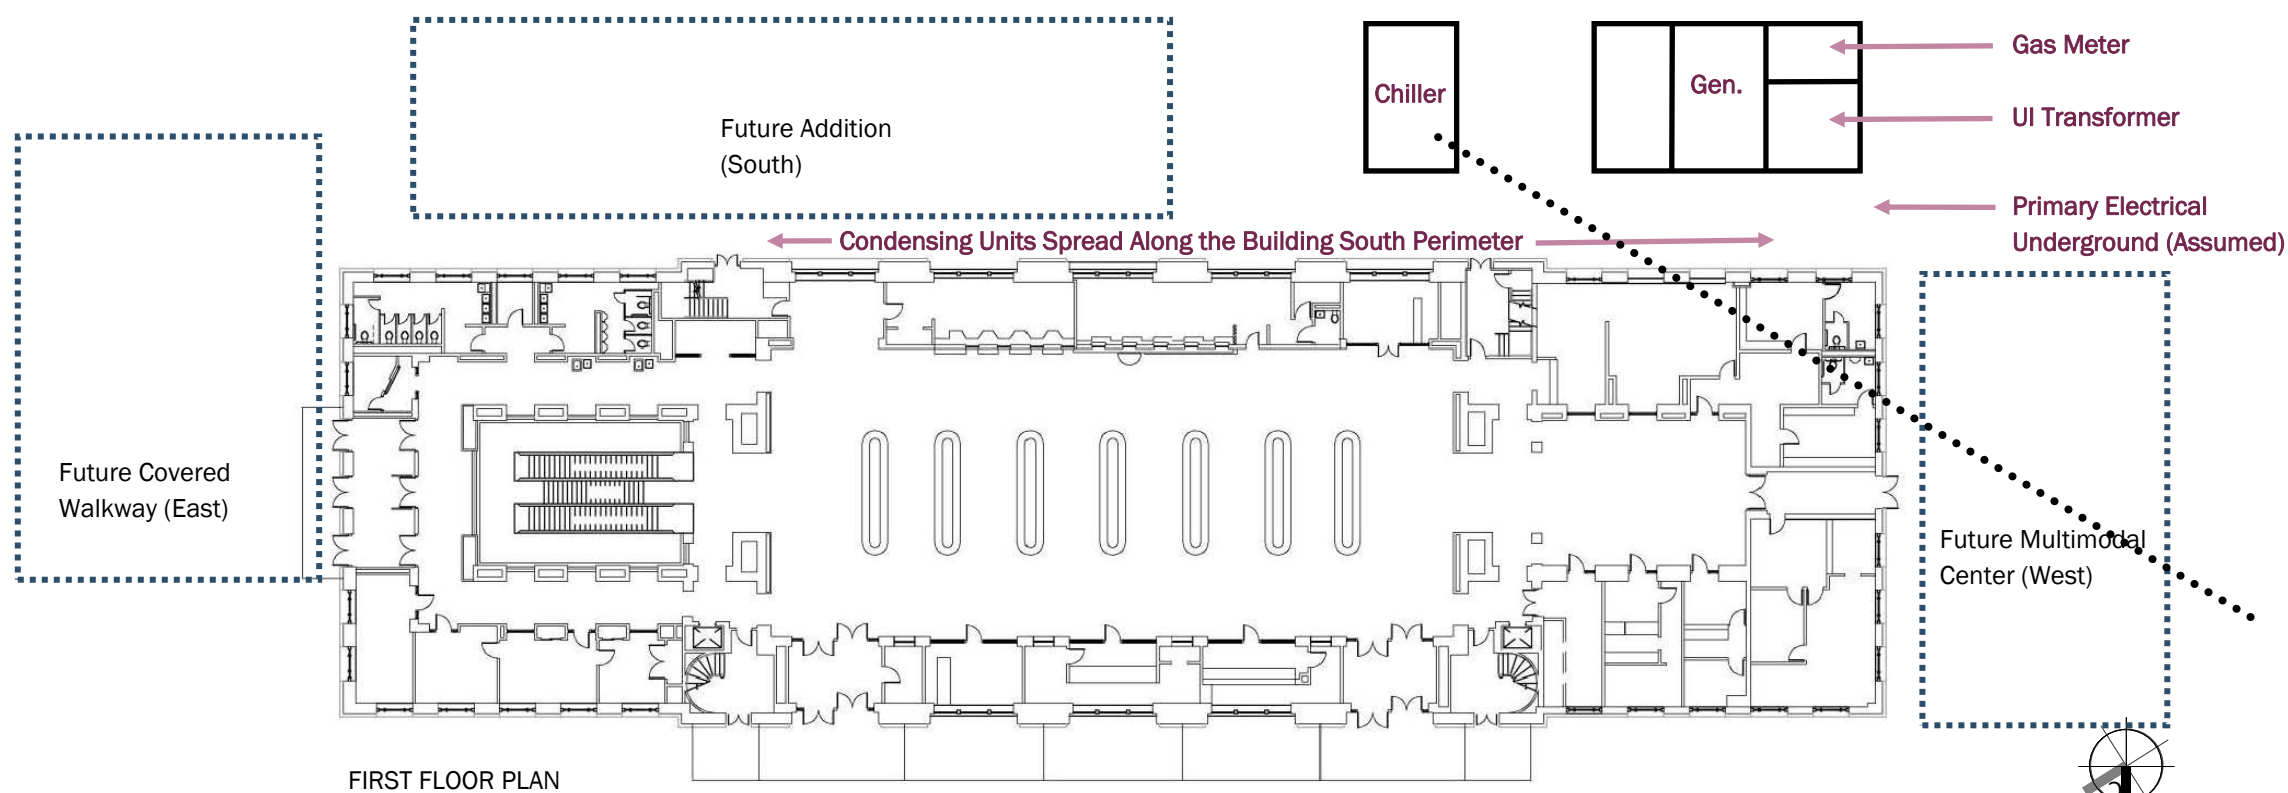 Gas Meter
Chiller
Gen.
UI Transformer
Future Addition
(South)
Primary Electrical
Underground (Assumed)
Condensing Units Spread Along the Building South Perimeter
Future Covered
Walkway (East)
Future Multimodal
Center (West)
FIRST FLOOR PLAN